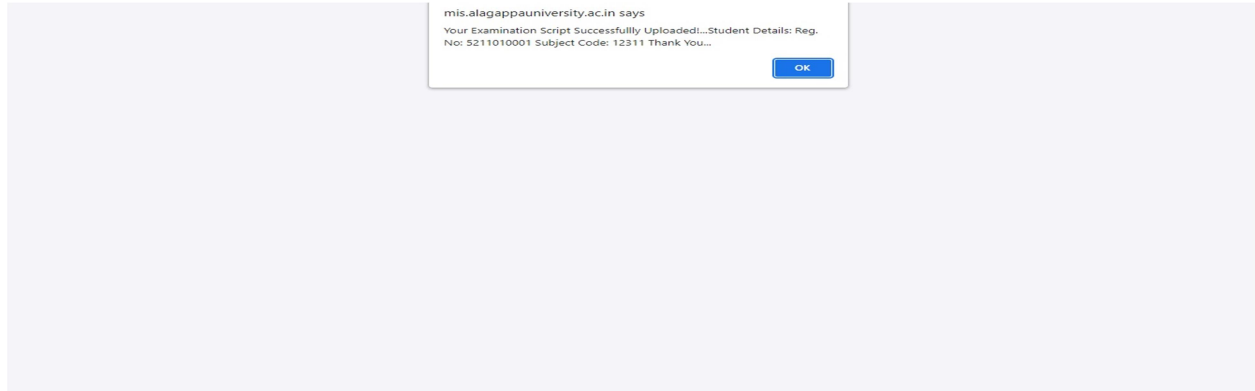 mis.alagappauniversity.ac.in says
Your Examination Script Successfullly Uploaded!...Student Details: Reg.
No: 5211010001 Subject Code: 12311 Thank You...
OK